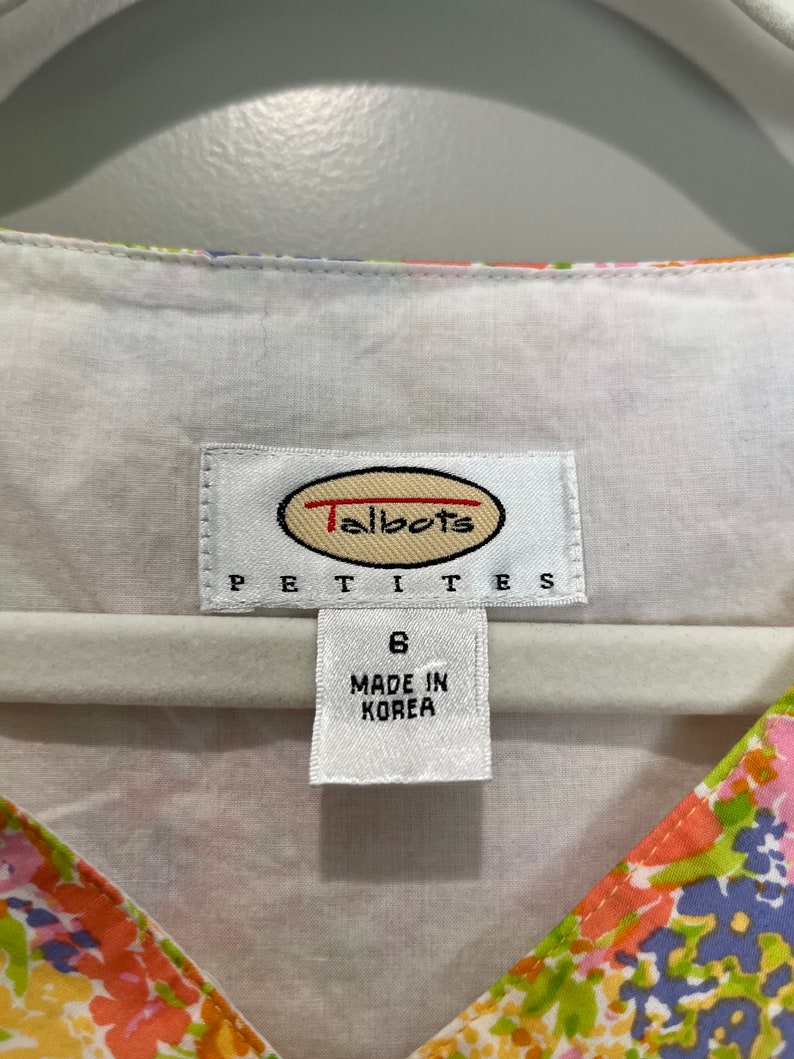 Talbots
PETITES
6
MADE IN
KOREA